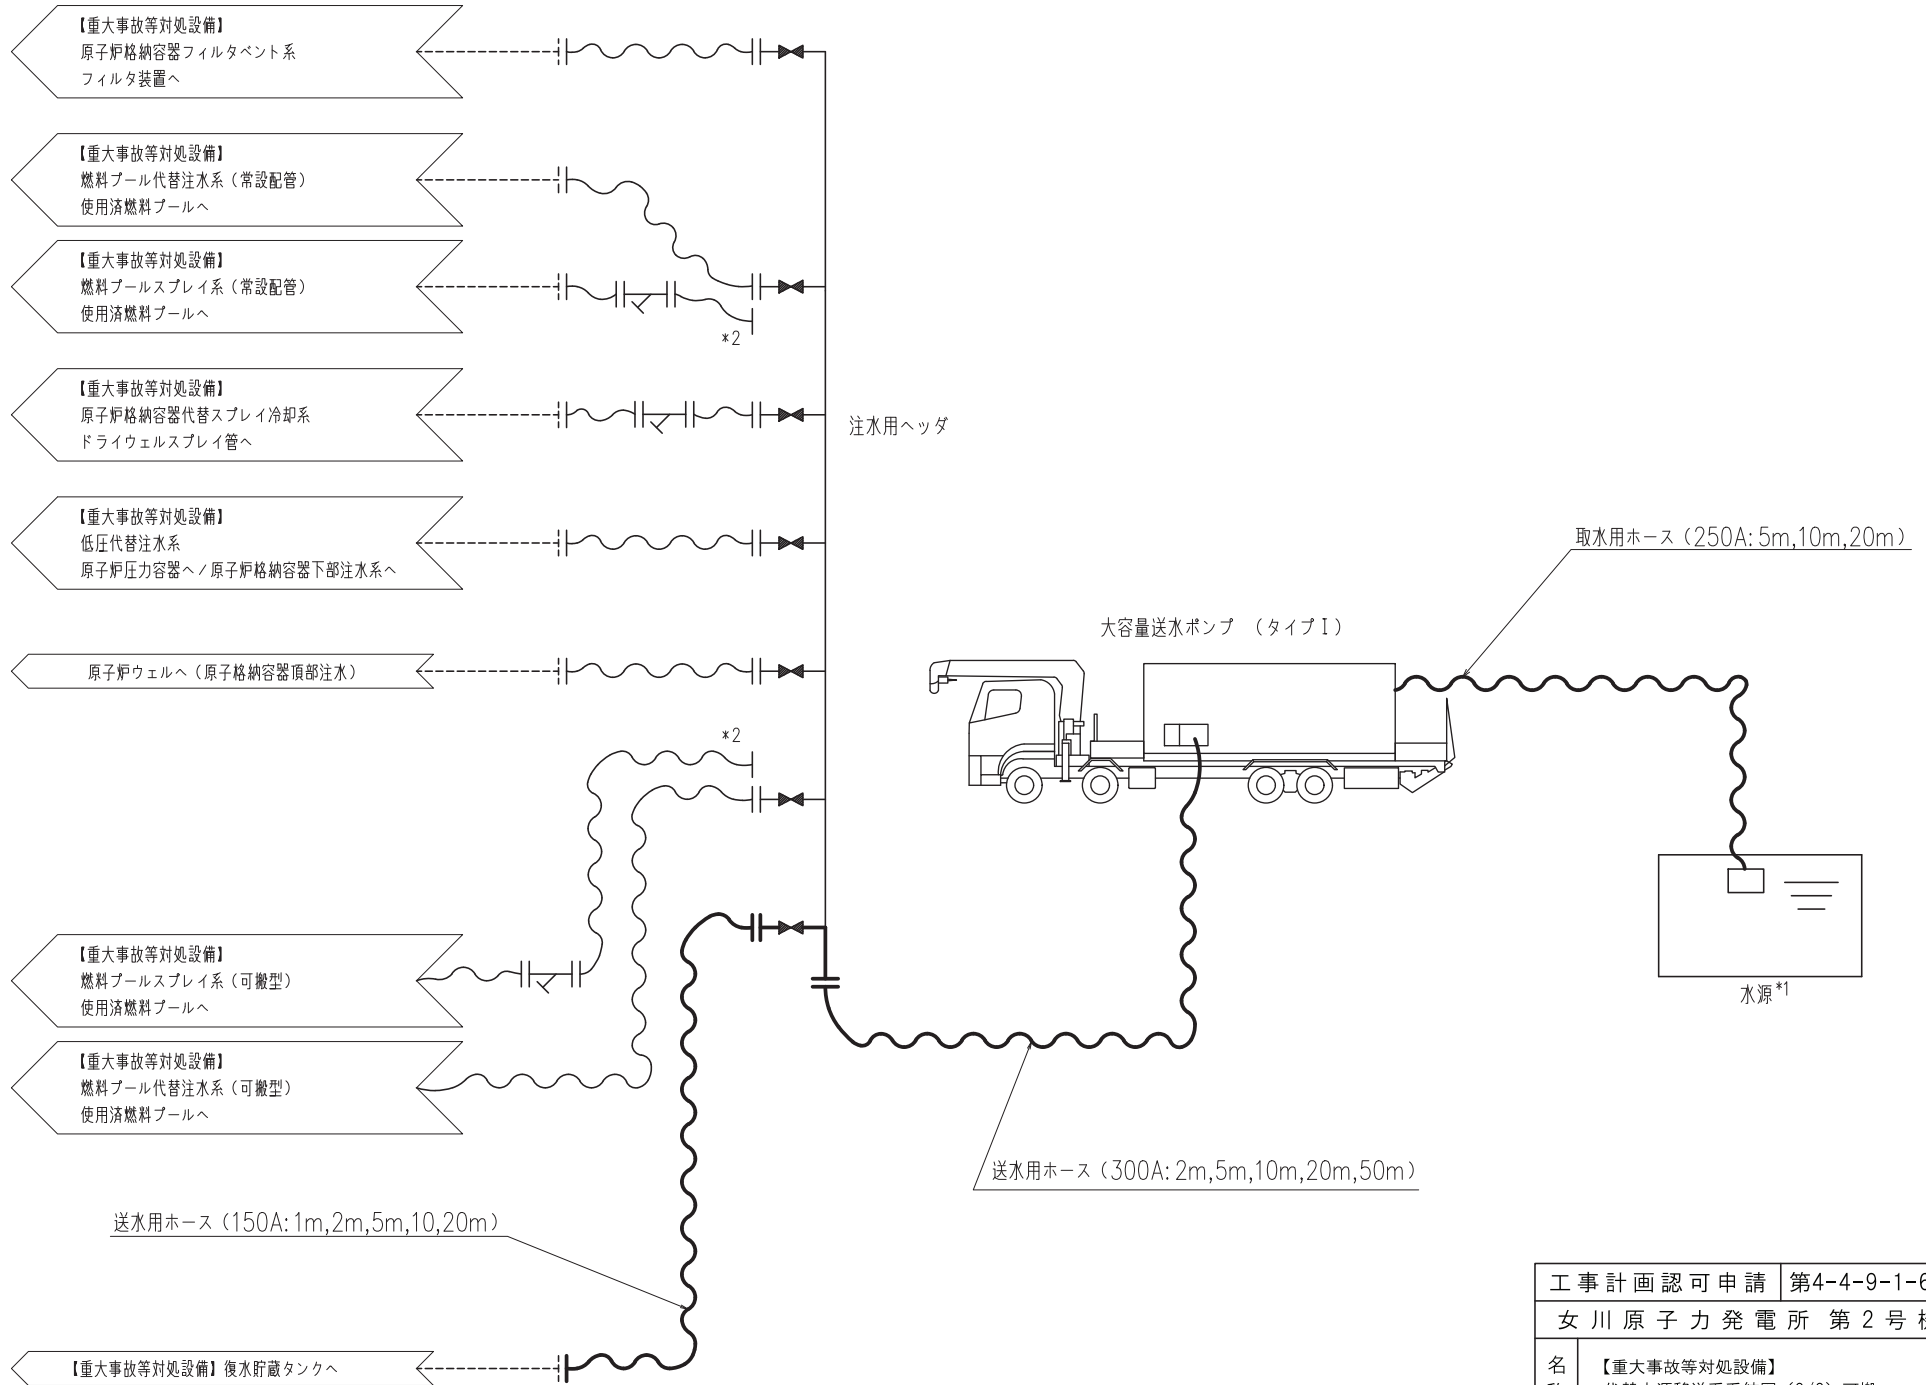 【重大事故等対処設備】
原子炉格納容器フィルタベント系
フィルタ装置へ
【重大事故等対処設備】
燃料プール代替注水系（常設配管）
使用済燃料プールへ
【重大事故等対処設備】
燃料プールスプレイ系（常設配管）
使用済燃料プールへ
*2
【重大事故等対処設備】
原子炉格納容器代替スプレイ冷却系
ドライウェルスプレイ管へ
注水用ヘッダ
【重大事故等対処設備】
低圧代替注水系
原子炉圧力容器へ／原子炉格納容器下部注水系へ
取水用ホース（250A:5m,10m,20m）
大容量送水ポンプ （タイプⅠ）
原子炉ウェルへ（原子格納容器頂部注水）
*2
【重大事故等対処設備】
燃料プールスプレイ系（可搬型）
使用済燃料プールへ
水源*1
【重大事故等対処設備】
燃料プール代替注水系（可搬型）
使用済燃料プールへ
送水用ホース（300A:2m,5m,10m,20m,50m）
送水用ホース（150A:1m,2m,5m,10,20m）
【重大事故等対処設備】復水貯蔵タンクへ
工事計画認可申請 第4-4-9-1-6
女川原子力発電所 第2号
名
【重大事故等対処設備】